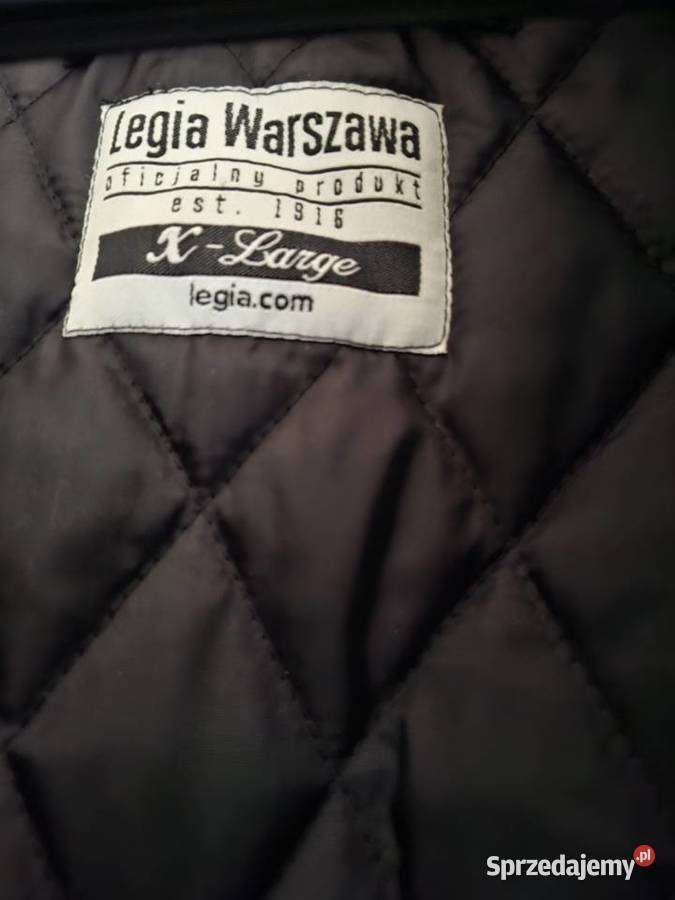 Legia Warszawa
oficjalny produkt
est. 1916
X-Large
legia.com
Sprzedajemy.pl